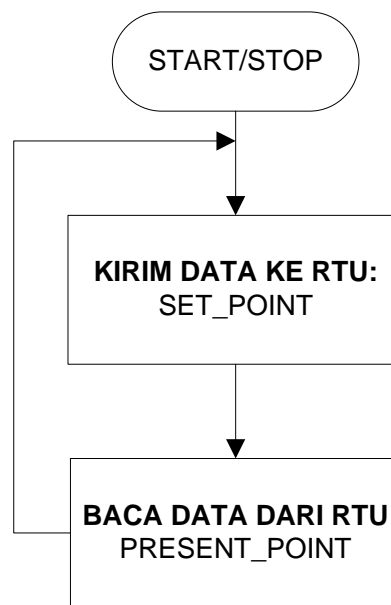 START/STOP
KIRIM DATA KE RTU:
SET_POINT
BACA DATA DARI RTU
PRESENT_POINT